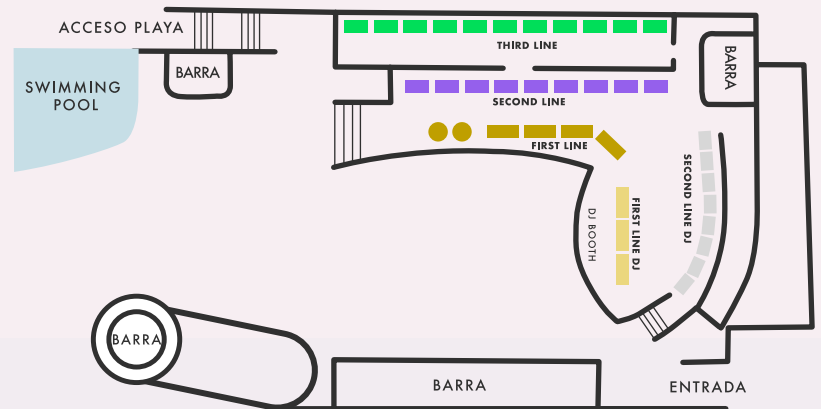 ACCESO PLAYA
THIRD LINE
BARRA
BARRA
SWIMMING
POOL
SECOND LINE
FIRST LINE
SECOND LINE DJ
FIRST LINE DJ
DJ BOOTH
BARRA
BARRA
ENTRADA